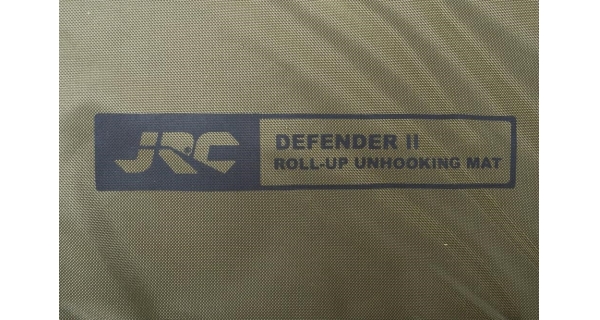 JRC
DEFENDER II
ROLL-UP UNHOOKING MAT